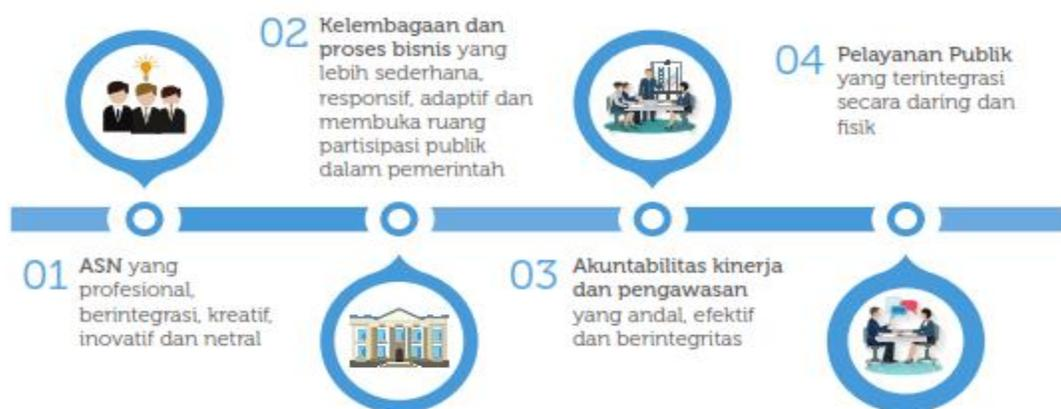 01
ASN yang
profesional,
berintegrasi, kreatif,
inovatif dan netral
02
Kelembagaan dan
proses bisnis yang
lebih sederhana,
responsif, adaptif dan
membuka ruang
partisipasi publik
dalam pemerintah
03
Akuntabilitas kinerja
dan pengawasan
yang andal, efektif
dan berintegritas
04
Pelayanan Publik
yang terintegrasi
secara daring dan
fisik